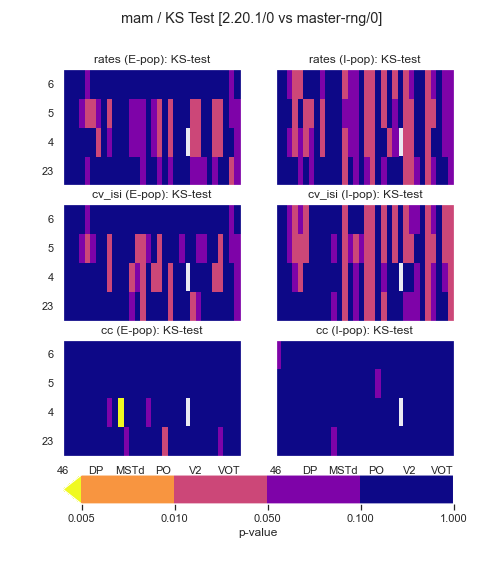 mam / KS Test [2.20.1/0 vs master-rng/0]
rates (E-pop): KS-test
rates (I-pop): KS-test
6
5
4
23
cv_isi (E-pop): KS-test
cv_isi (I-pop): KS-test
6
5
4
23
cc (E-pop): KS-test
cc (I-pop): KS-test
6
5
4
23
46 DP MSTd PO V2 VOT
46 DP MSTd PO V2 VOT
0.005 0.010 0.050 0.100 1.000
p-value